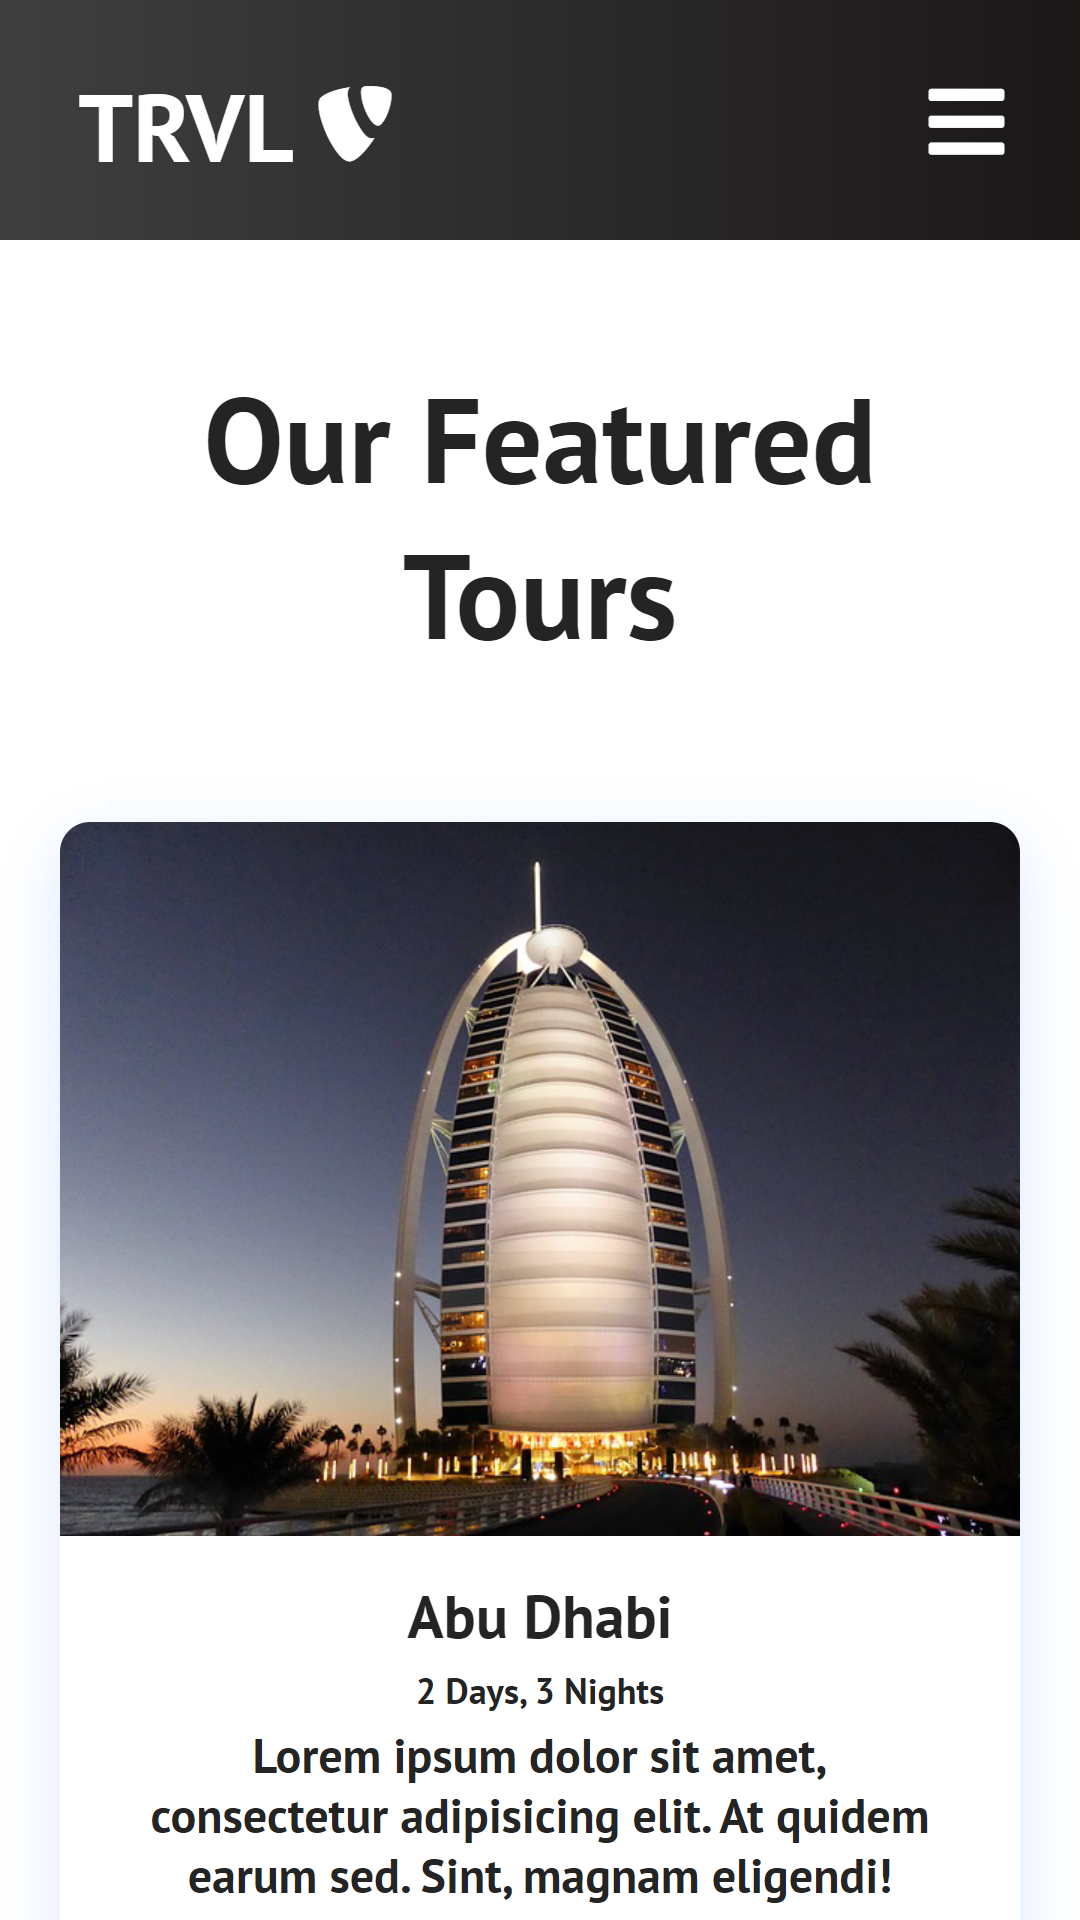 TRVL
Our Featured
Tours
Abu Dhabi
2 Days, 3 Nights
Lorem ipsum dolor sit amet,
consectetur adipisicing elit. At quidem
earum sed. Sint, magnam eligendi!